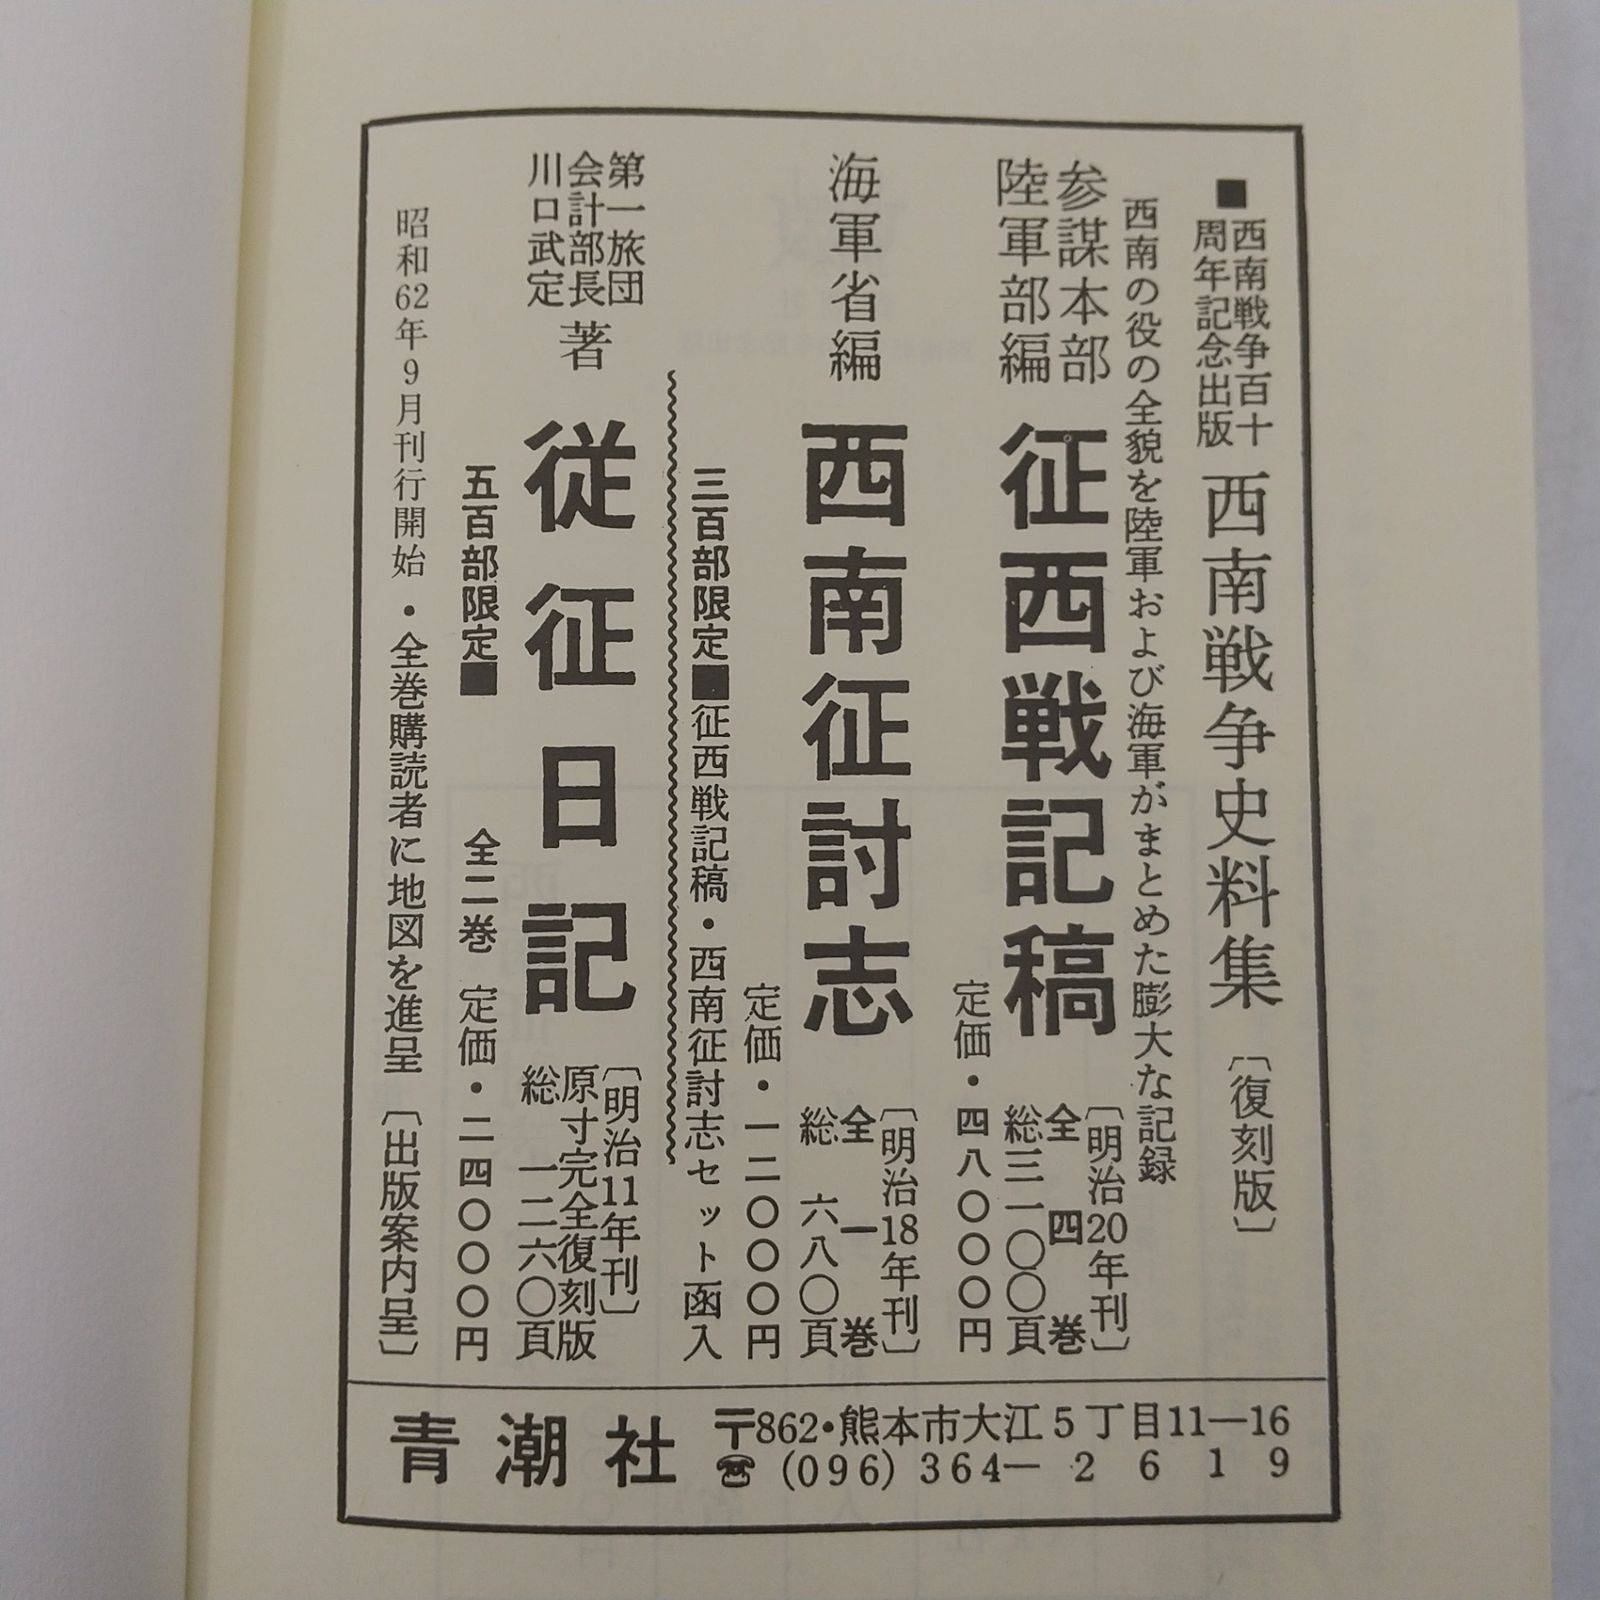 ■西南戦争百十
周年記念出版
西南戦争史料集〔復刻版〕
西南の役の全貌を陸軍および海軍がまとめた膨大な記録
参謀本部
陸軍部編
征西戦記稿
〔明治20年刊〕
全四巻
総三一〇〇頁
定価・四八〇〇〇円
海軍省編
西南征討志
〔明治18年刊〕
全一巻
総六八〇頁
定価・一二〇〇〇円
三百部限定■征西戦記稿・西南征討志セット函入
第一旅団
会計部長
川口武定
著
従征日記
〔明治11年刊〕
原寸完全復刻版
総一二六〇頁
五百部限定■ 全二巻 定価・二四〇〇〇円
昭和62年9月刊行開始・全巻購読者に地図を進呈〔出版案内呈〕
青潮社
〒862・熊本市大江5丁目11―16
☎(096)364―2619